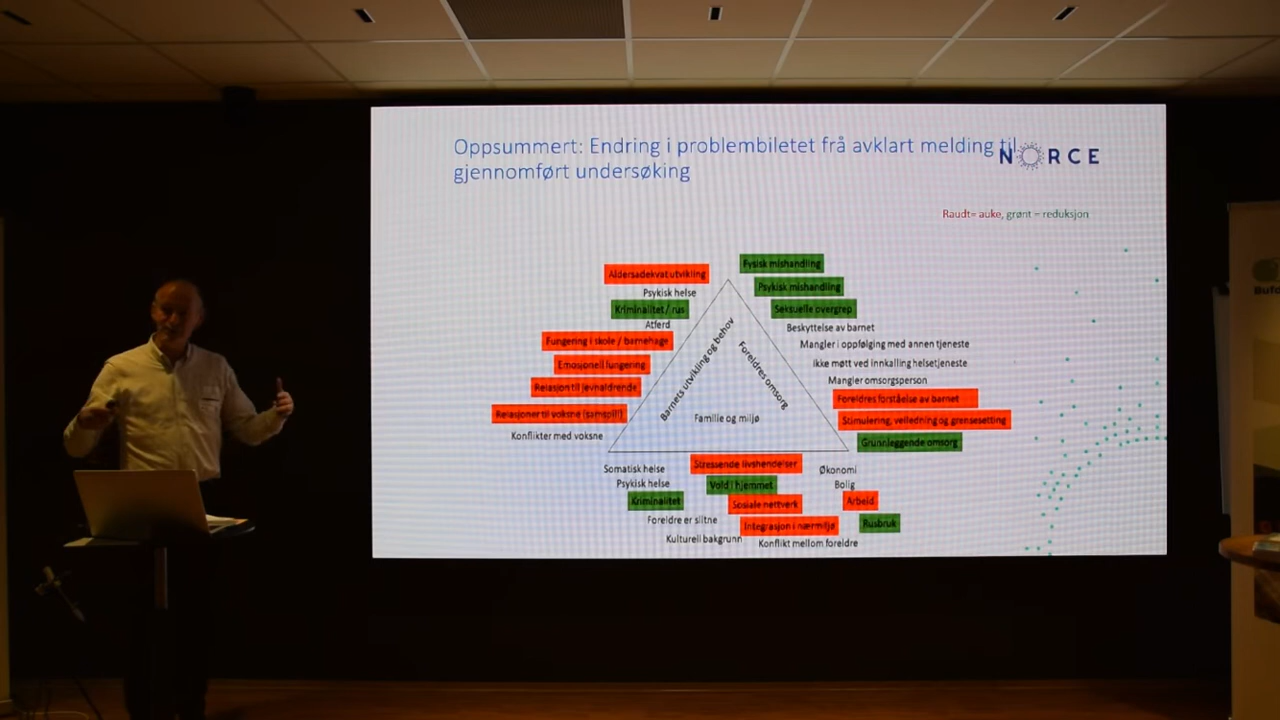 Oppsummert: Endring i problembiletet frå avklart melding til
gjennomført undersøking
NORCE
Raudt= auke, grønt = reduksjon
Aldersadekvat utvikling
Psykisk helse
Kriminalitet / rus
Atferd
Fungering i skole / barnehage
Emosjonell fungering
Relasjon til jevnaldrende
Relasjoner til voksne (samspill)
Konflikter med voksne
Fysisk mishandling
Psykisk mishandling
Seksuelle overgrep
Beskyttelse av barnet
Mangler i oppfølging med annen tjeneste
Ikke møtt ved innkalling helsetjeneste
Mangler omsorgsperson
Foreldres forståelse av barnet
Stimulering, veiledning og grensesetting
Grunnleggende omsorg
Barnets utvikling og behov
Foreldres omsorg
Familie og miljø
Somatisk helse
Psykisk helse
Kriminalitet
Foreldre er slitne
Kulturell bakgrunn
Stressende livshendelser
Vold i hjemmet
Sosiale nettverk
Integrasjon i nærmiljø
Konflikt mellom foreldre
Økonomi
Bolig
Arbeid
Rusbruk